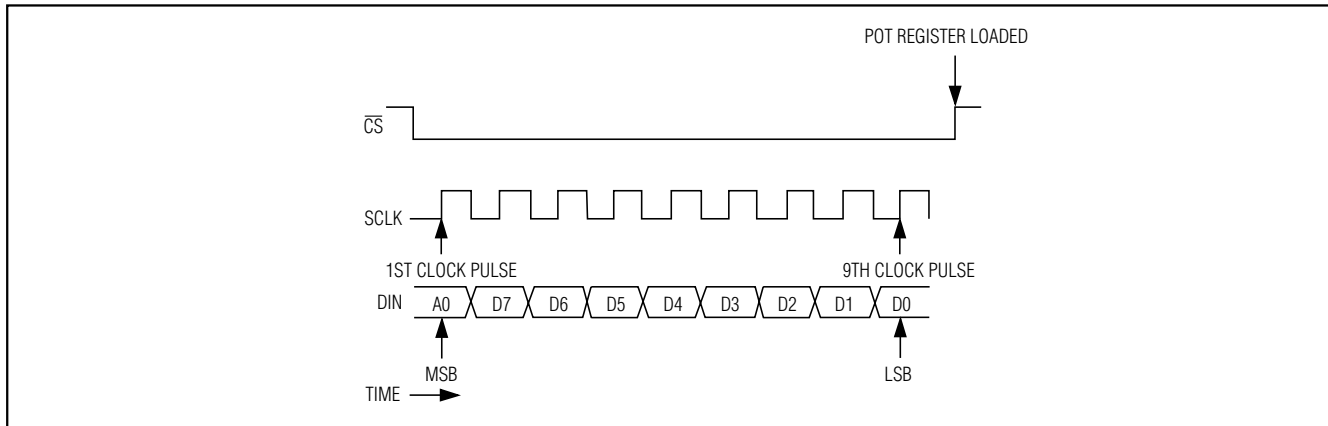 POT REGISTER LOADED
C̅S̅
SCLK
1ST CLOCK PULSE 9TH CLOCK PULSE
DIN A0 D7 D6 D5 D4 D3 D2 D1 D0
MSB LSB
TIME